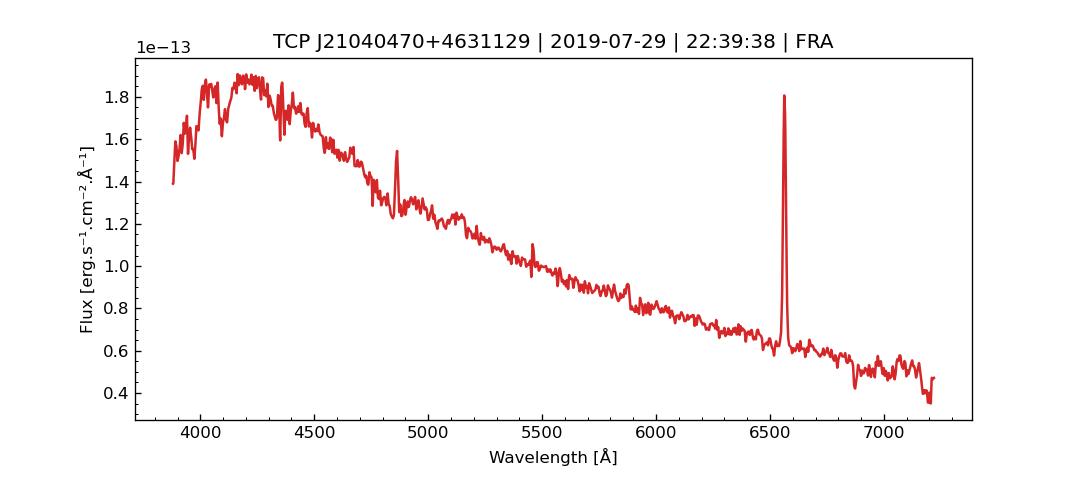 TCP J21040470+4631129 | 2019-07-29 | 22:39:38 | FRA
1e−13
Flux [erg.s⁻¹.cm⁻².Å⁻¹]
1.8
1.6
1.4
1.2
1.0
0.8
0.6
0.4
4000 4500 5000 5500 6000 6500 7000
Wavelength [Å]